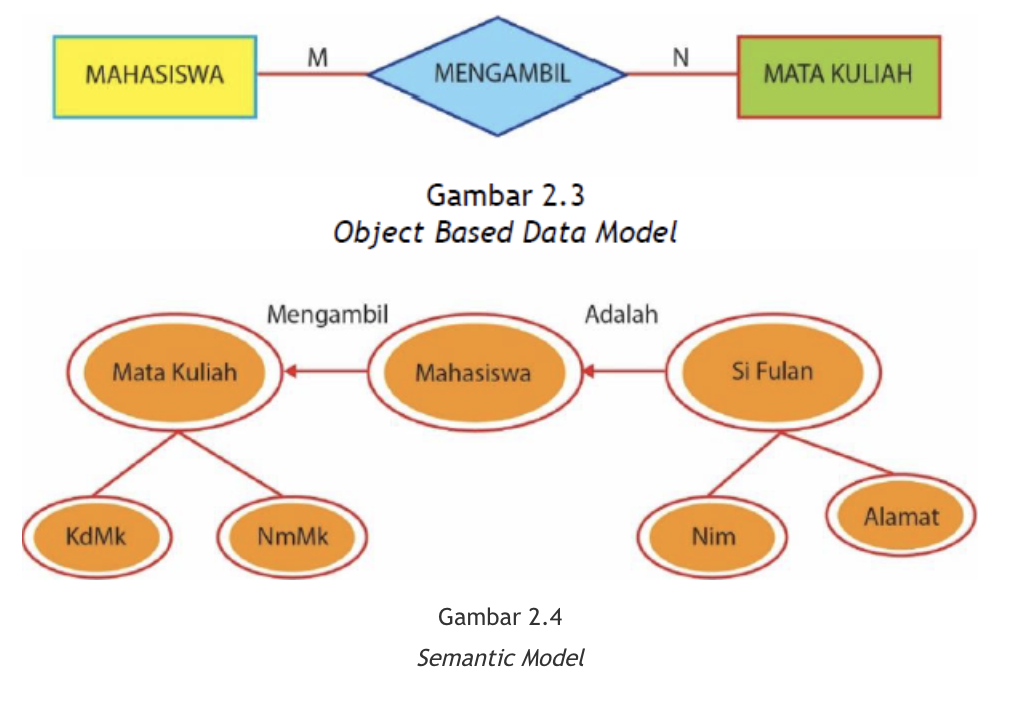 MAHASISWA
M
MENGAMBIL
N
MATA KULIAH
Gambar 2.3
Object Based Data Model
Mengambil
Adalah
Mata Kuliah
Mahasiswa
Si Fulan
KdMk
NmMk
Nim
Alamat
Gambar 2.4
Semantic Model